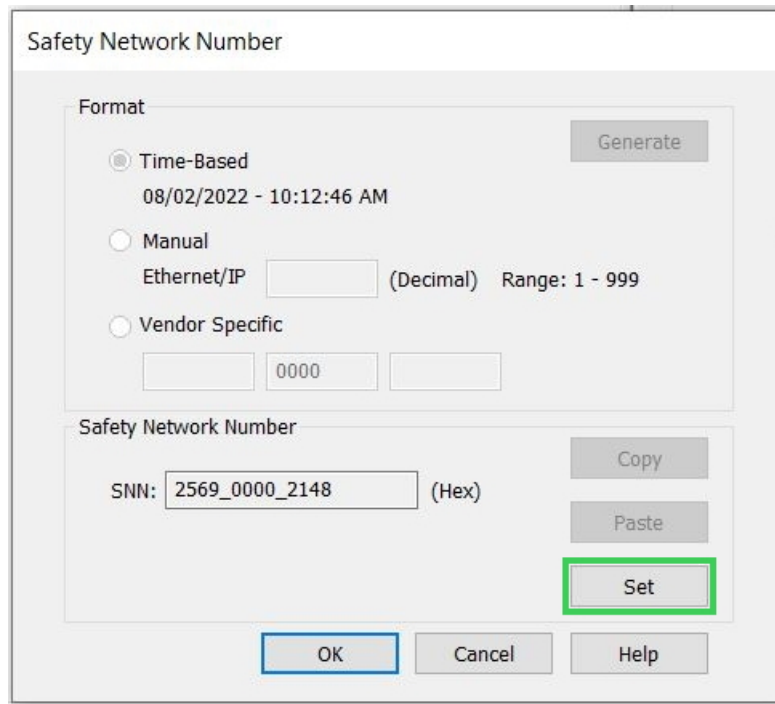 Safety Network Number
Format
Generate
Time-Based
08/02/2022 - 10:12:46 AM
Manual
Ethernet/IP (Decimal) Range: 1 - 999
Vendor Specific
0000
Safety Network Number
Copy
SNN: 2569_0000_2148 (Hex)
Paste
Set
OK Cancel Help